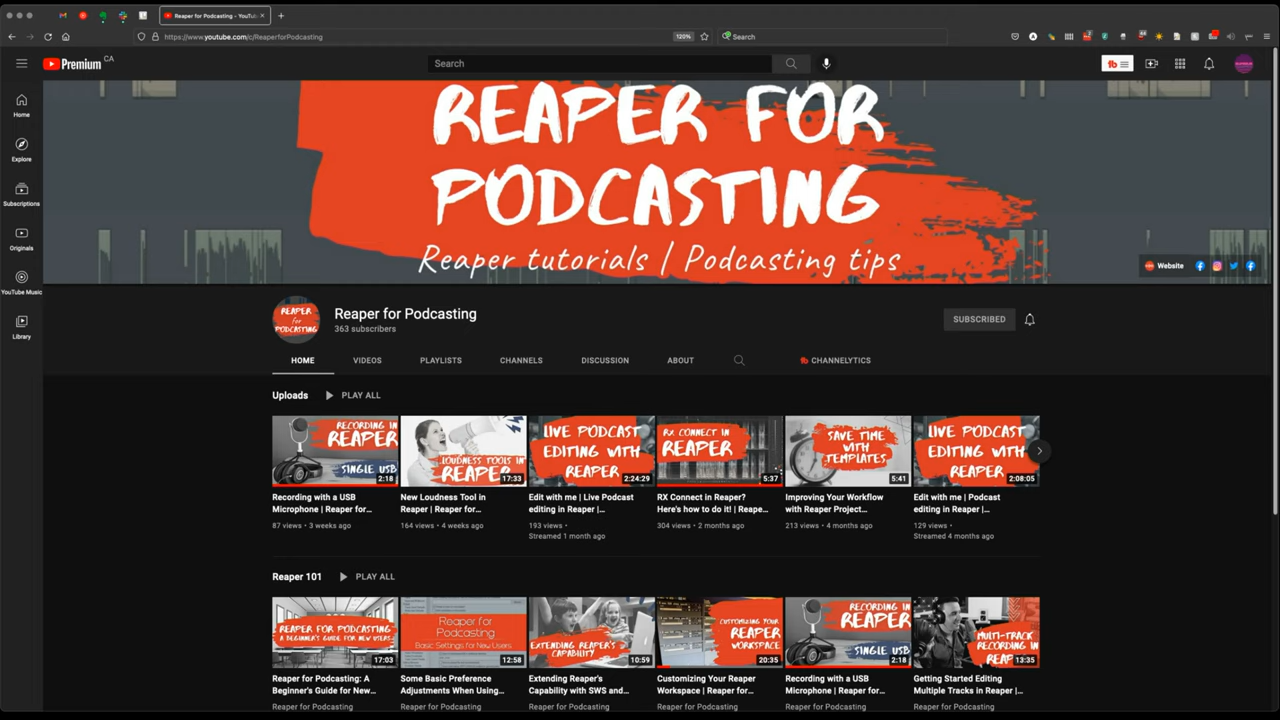 Reaper for Podcasting - YouTube
https://www.youtube.com/c/ReaperforPodcasting
120%
Search
Premium CA
Search
Home
Explore
Subscriptions
Originals
YouTube Music
Library
REAPER FOR
PODCASTING
Reaper tutorials | Podcasting tips
Website
REAPER
for
PODCASTING
Reaper for Podcasting
363 subscribers
SUBSCRIBED
HOME
VIDEOS
PLAYLISTS
CHANNELS
DISCUSSION
ABOUT
CHANNELYTICS
Uploads
PLAY ALL
RECORDING IN
REAPER
SINGLE USB
2:18
LOUDNESS TOOLS IN
REAPER
17:33
LIVE PODCAST
EDITING WITH
REAPER
2:24:29
RX CONNECT IN
REAPER
5:37
SAVE TIME
WITH
TEMPLATES
5:41
LIVE PODCAST
EDITING WITH
REAPER
2:08:05
Recording with a USB
Microphone | Reaper for...
87 views • 3 weeks ago
New Loudness Tool in
Reaper | Reaper for...
164 views • 4 weeks ago
Edit with me | Live Podcast
editing in Reaper |...
193 views •
Streamed 1 month ago
RX Connect in Reaper?
Here's how to do it! | Reape...
304 views • 2 months ago
Improving Your Workflow
with Reaper Project...
213 views • 4 months ago
Edit with me | Podcast
editing in Reaper |...
129 views •
Streamed 4 months ago
Reaper 101
PLAY ALL
REAPER FOR PODCASTING
A BEGINNER'S GUIDE FOR NEW USERS
17:03
Reaper for
Podcasting
Basic Settings for New Users
12:58
EXTENDING REAPER'S
CAPABILITY
10:59
CUSTOMIZING YOUR
REAPER
WORKSPACE
20:35
RECORDING IN
REAPER
SINGLE USB
2:18
MULTI-TRACK
RECORDING IN
REAP
13:35
Reaper for Podcasting: A
Beginner's Guide for New...
Reaper for Podcasting
Some Basic Preference
Adjustments When Using...
Reaper for Podcasting
Extending Reaper's
Capability with SWS and...
Reaper for Podcasting
Customizing Your Reaper
Workspace | Reaper for...
Reaper for Podcasting
Recording with a USB
Microphone | Reaper for...
Reaper for Podcasting
Getting Started Editing
Multiple Tracks in Reaper |...
Reaper for Podcasting